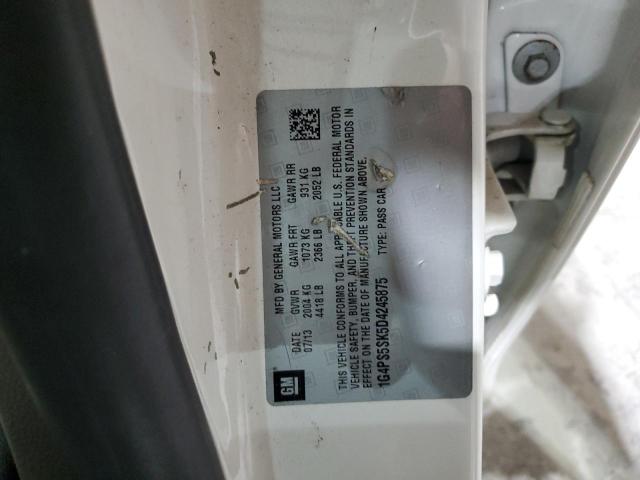 GM
MFD BY GENERAL MOTORS LLC
DATE GVWR GAWR FRT GAWR RR
07/13 2004 KG 1073 KG 931 KG
4418 LB 2366 LB 2052 LB
THIS VEHICLE CONFORMS TO ALL APPLICABLE U.S. FEDERAL MOTOR
VEHICLE SAFETY, BUMPER, AND THEFT PREVENTION STANDARDS IN
EFFECT ON THE DATE OF MANUFACTURE SHOWN ABOVE.
1G4PS5SK5D4245875 TYPE: PASS CAR